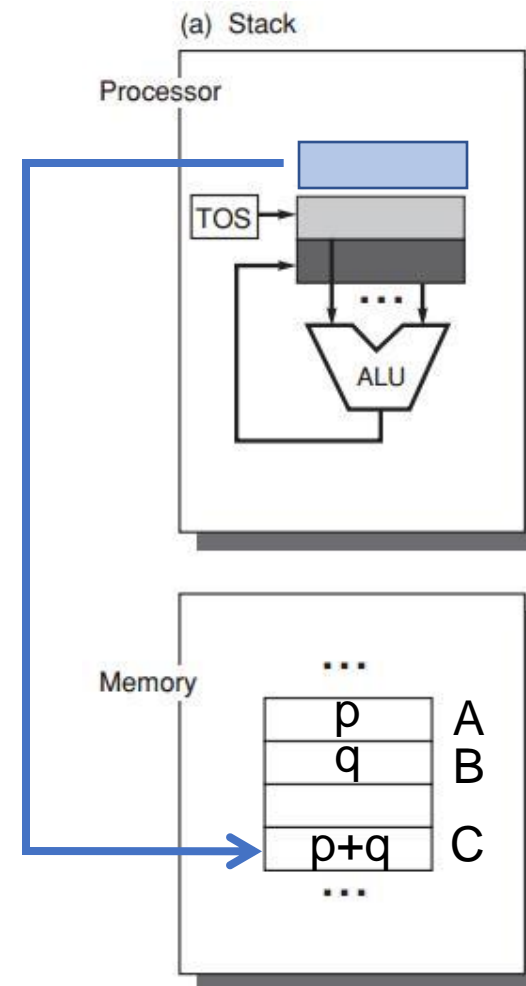 (a) Stack
Processor
TOS
...
ALU
...
Memory
p A
q B
p+q C
...